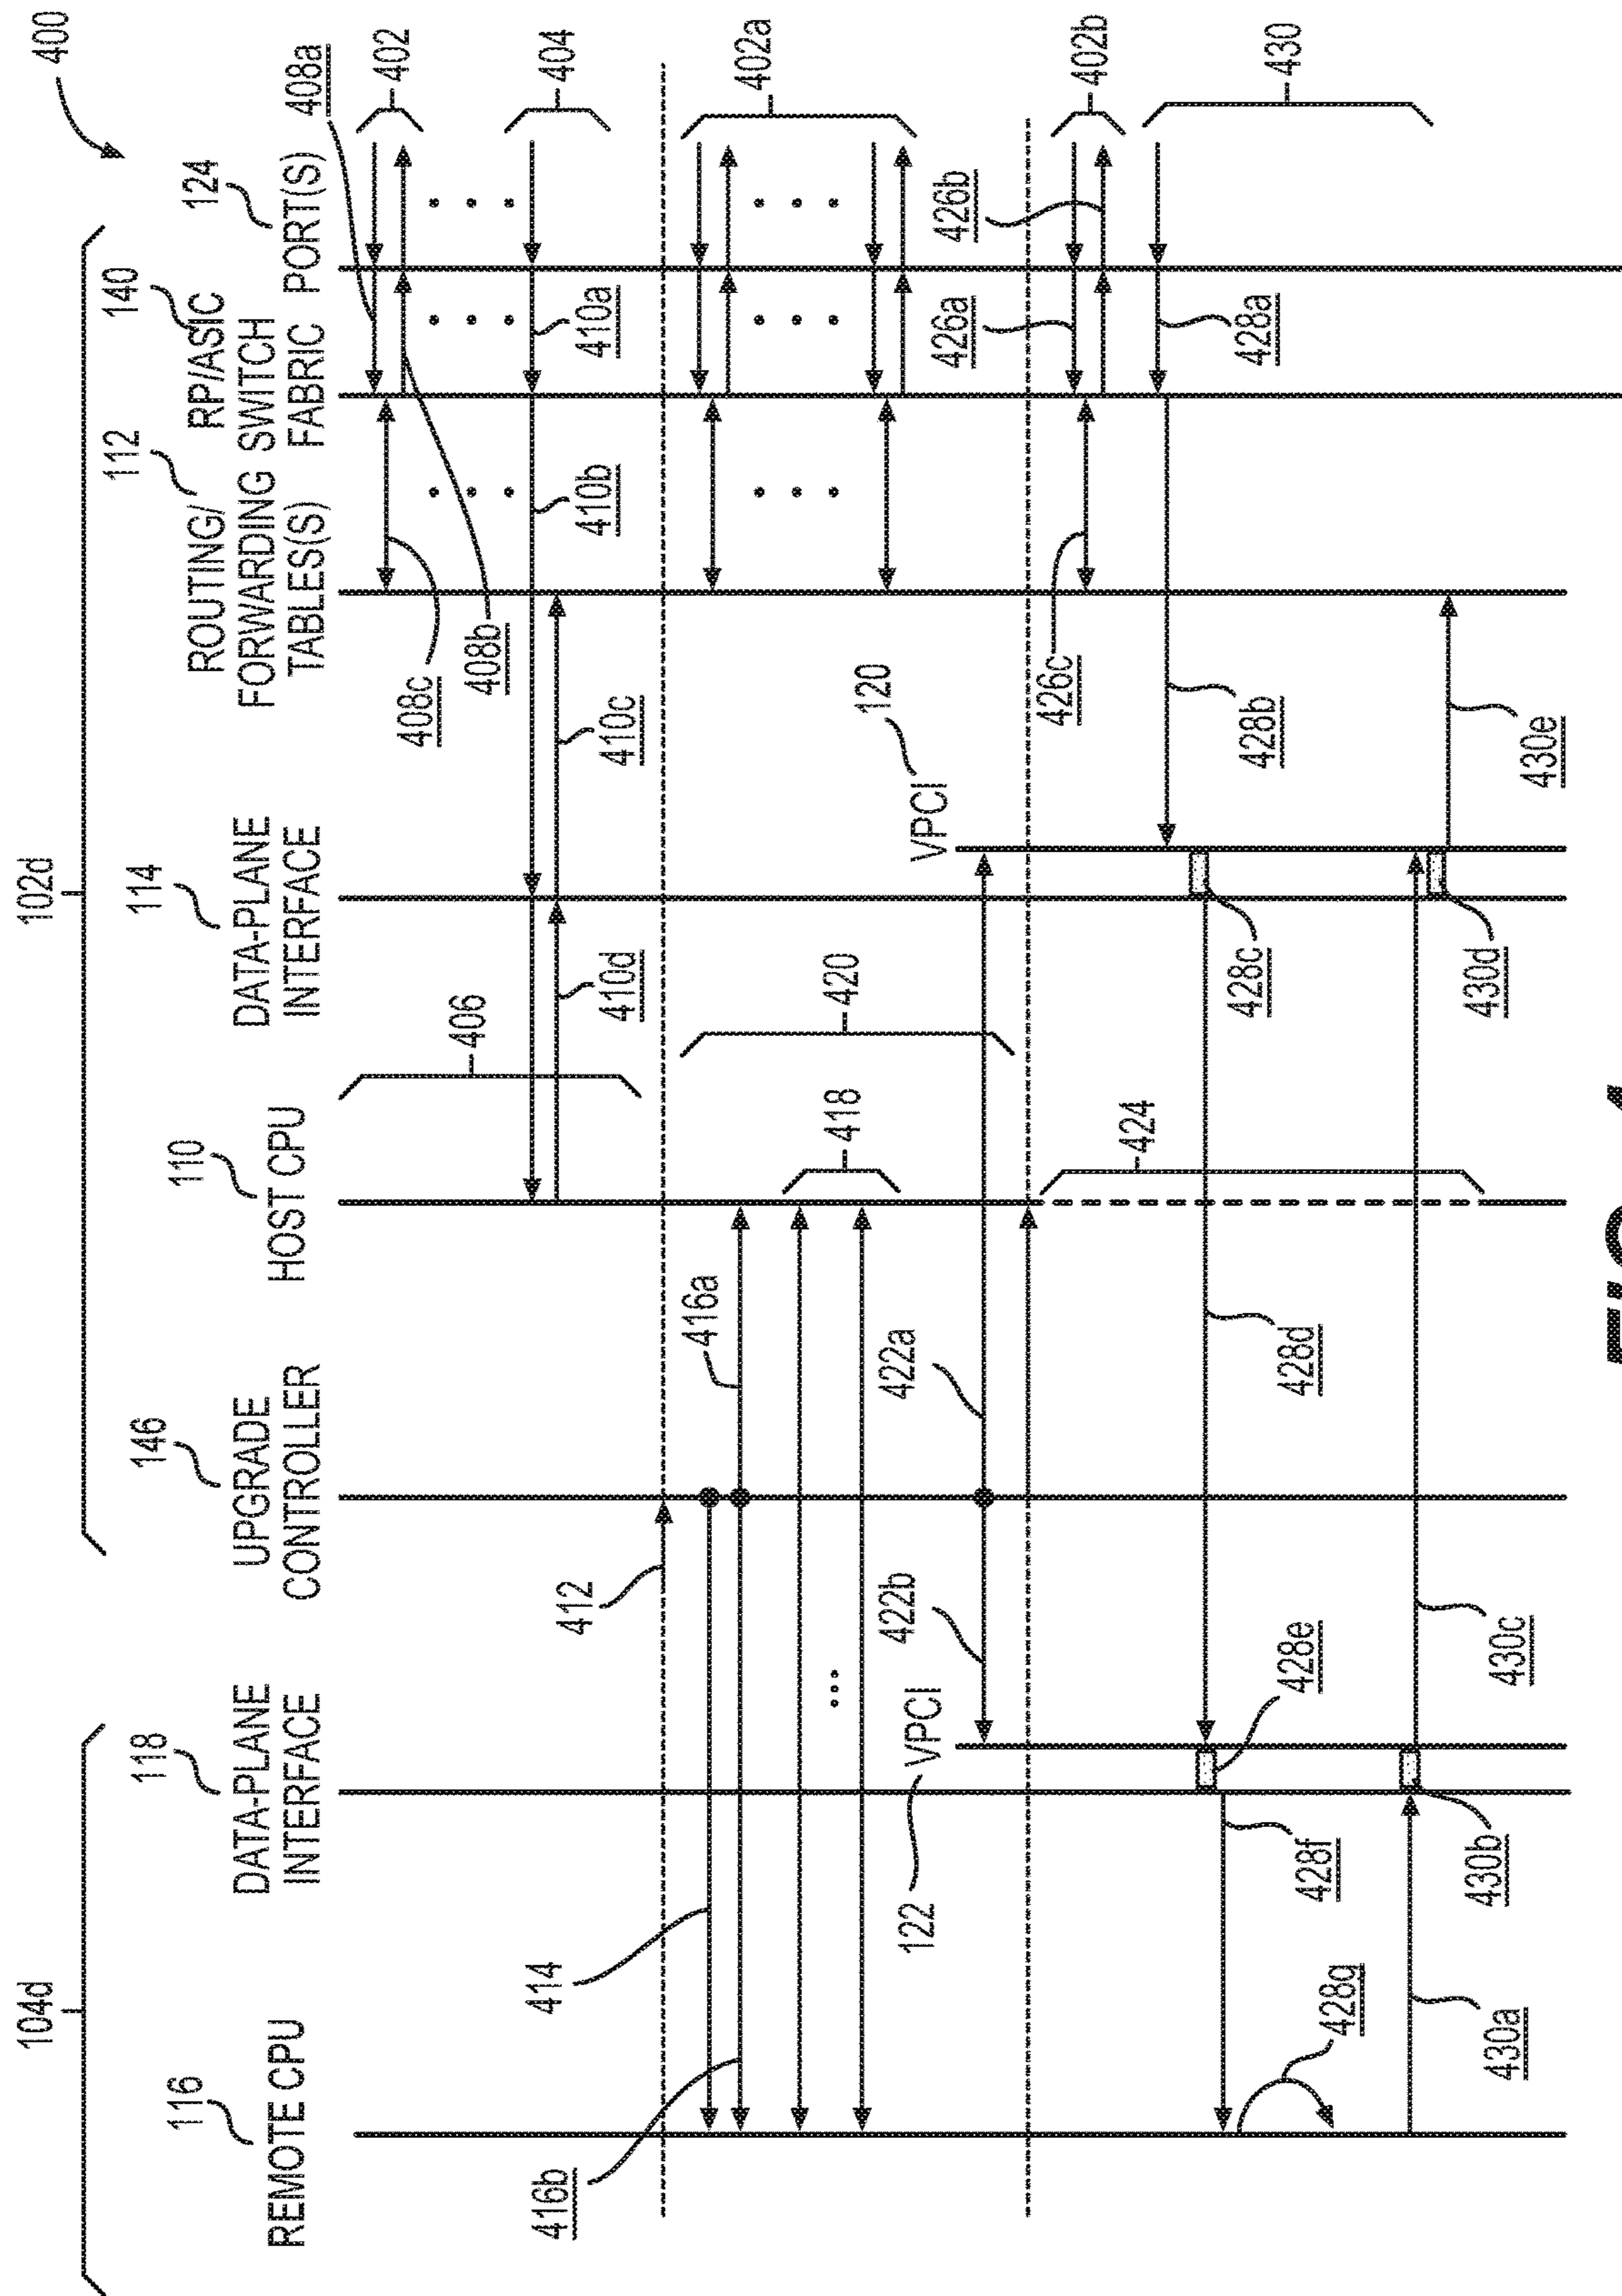 400
102d
104d
116
REMOTE CPU
118
DATA-PLANE
INTERFACE
146
UPGRADE
CONTROLLER
110
HOST CPU
114
DATA-PLANE
INTERFACE
112
ROUTING/
FORWARDING
TABLES(S)
140
RP/ASIC
SWITCH
FABRIC
124
PORT(S)
408a
402
408c
408b
406
404
410a
410b
410c
410d
412
414
416a
416b
402a
418
420
422a
422b
VPCI
122
VPCI
120
426b
426a
402b
426c
424
430
428a
428b
428c
428d
428e
428f
428g
430a
430b
430c
430d
430e